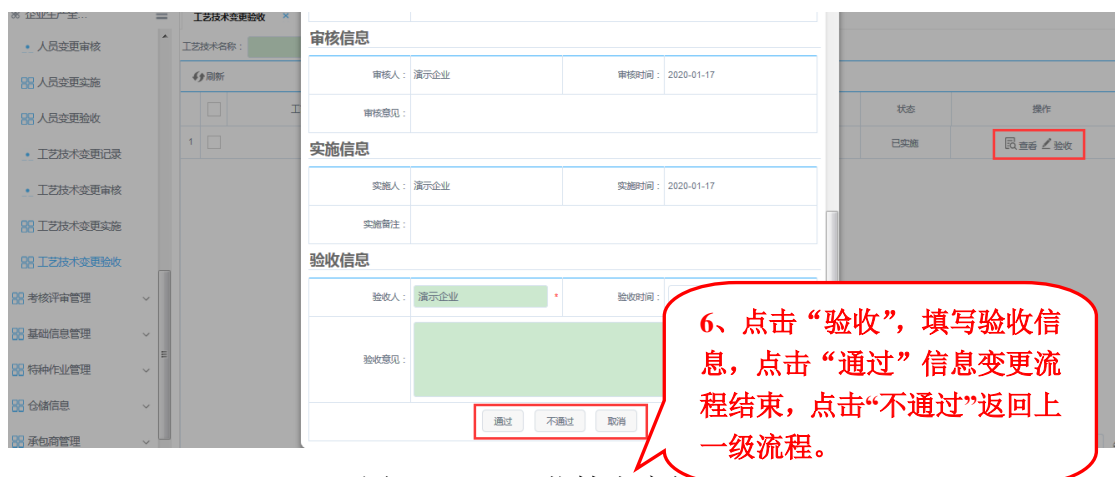 工艺技术变更验收 ×
人员变更审核
人员变更实施
人员变更验收
工艺技术变更记录
工艺技术变更审核
工艺技术变更实施
工艺技术变更验收
考核评审管理
基础信息管理
特种作业管理
仓储信息
承包商管理
工艺技术名称：
刷新
工
状态
操作
1
已实施
查看 验收
审核信息
审核人： 演示企业 审核时间： 2020-01-17
审核意见：
实施信息
实施人： 演示企业 实施时间： 2020-01-17
实施备注：
验收信息
验收人： 演示企业 * 验收时间：
验收意见：
通过 不通过 取消
6、点击“验收”，填写验收信
息，点击“通过”信息变更流
程结束，点击“不通过”返回上
一级流程。